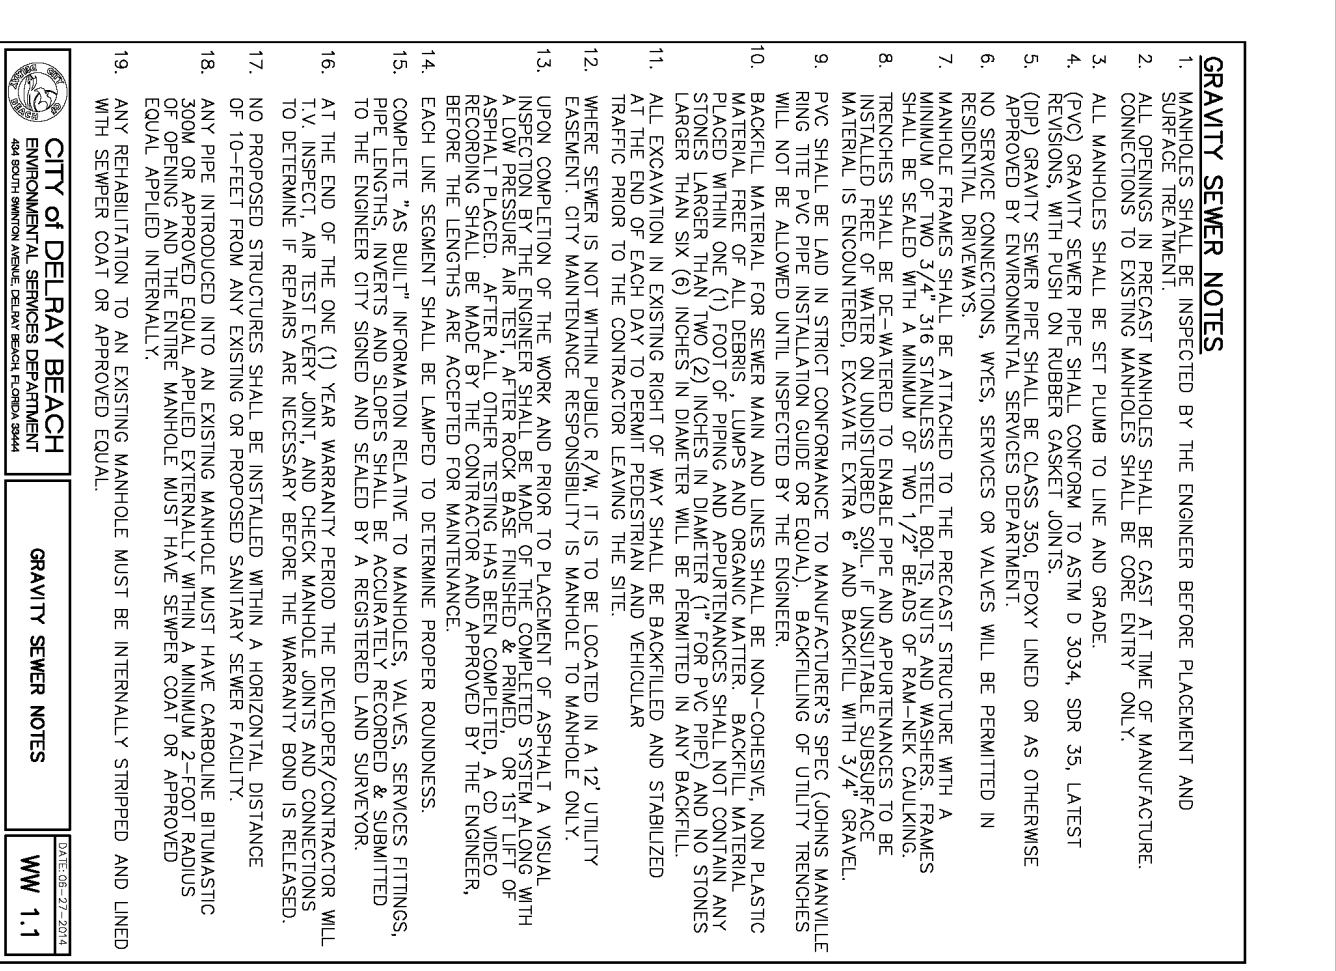 GRAVITY SEWER NOTES
1. MANHOLES SHALL BE INSPECTED BY THE ENGINEER BEFORE PLACEMENT AND
SURFACE TREATMENT.
2. ALL OPENINGS IN PRECAST MANHOLES SHALL BE CAST AT TIME OF MANUFACTURE.
CONNECTIONS TO EXISTING MANHOLES SHALL BE CORE ENTRY ONLY.
3. ALL MANHOLES SHALL BE SET PLUMB TO LINE AND GRADE.
4. (PVC) GRAVITY SEWER PIPE SHALL CONFORM TO ASTM D 3034, SDR 35, LATEST
REVISIONS, WITH PUSH ON RUBBER GASKET JOINTS.
5. (DIP) GRAVITY SEWER PIPE SHALL BE CLASS 350, EPOXY LINED OR AS OTHERWISE
APPROVED BY ENVIRONMENTAL SERVICES DEPARTMENT.
6. NO SERVICE CONNECTIONS, WYES, SERVICES OR VALVES WILL BE PERMITTED IN
RESIDENTIAL DRIVEWAYS.
7. MANHOLE FRAMES SHALL BE ATTACHED TO THE PRECAST STRUCTURE WITH A
MINIMUM OF TWO 3/4" 316 STAINLESS STEEL BOLTS, NUTS AND WASHERS. FRAMES
SHALL BE SEALED WITH A MINIMUM OF TWO 1/2" BEADS OF RAM-NEK CAULKING.
8. TRENCHES SHALL BE DE-WATERED TO ENABLE PIPE AND APPURTENANCES TO BE
INSTALLED FREE OF WATER ON UNDISTURBED SOIL. IF UNSUITABLE SUBSURFACE
MATERIAL IS ENCOUNTERED, EXCAVATE EXTRA 6" AND BACKFILL WITH 3/4" GRAVEL.
9. PVC SHALL BE LAID IN STRICT CONFORMANCE TO MANUFACTURER'S SPEC (JOHNS MANVILLE
RING TITE PVC PIPE INSTALLATION GUIDE OR EQUAL). BACKFILLING OF UTILITY TRENCHES
WILL NOT BE ALLOWED UNTIL INSPECTED BY THE ENGINEER.
10. BACKFILL MATERIAL FOR SEWER MAIN AND LINES SHALL BE NON-COHESIVE, NON PLASTIC
MATERIAL FREE OF ALL DEBRIS , LUMPS AND ORGANIC MATTER. BACKFILL MATERIAL
PLACED WITHIN ONE (1) FOOT OF PIPING AND APPURTENANCES SHALL NOT CONTAIN ANY
STONES LARGER THAN TWO (2) INCHES IN DIAMETER (1" FOR PVC PIPE) AND NO STONES
LARGER THAN SIX (6) INCHES IN DIAMETER WILL BE PERMITTED IN ANY BACKFILL.
11. ALL EXCAVATION IN EXISTING RIGHT OF WAY SHALL BE BACKFILLED AND STABILIZED
AT THE END OF EACH DAY TO PERMIT PEDESTRIAN AND VEHICULAR
TRAFFIC PRIOR TO THE CONTRACTOR LEAVING THE SITE.
12. WHERE SEWER IS NOT WITHIN PUBLIC R/W, IT IS TO BE LOCATED IN A 12' UTILITY
EASEMENT. CITY MAINTENANCE RESPONSIBILITY IS MANHOLE TO MANHOLE ONLY.
13. UPON COMPLETION OF THE WORK AND PRIOR TO PLACEMENT OF ASPHALT A VISUAL
INSPECTION BY THE ENGINEER SHALL BE MADE OF THE COMPLETED SYSTEM ALONG WITH
A LOW PRESSURE AIR TEST, AFTER ROCK BASE FINISHED & PRIMED, OR 1ST LIFT OF
ASPHALT PLACED. AFTER ALL OTHER TESTING HAS BEEN COMPLETED, A CD VIDEO
RECORDING SHALL BE MADE BY THE CONTRACTOR AND APPROVED BY THE ENGINEER,
BEFORE THE LENGTHS ARE ACCEPTED FOR MAINTENANCE.
14. EACH LINE SEGMENT SHALL BE LAMPED TO DETERMINE PROPER ROUNDNESS.
15. COMPLETE "AS BUILT" INFORMATION RELATIVE TO MANHOLES, VALVES, SERVICES FITTINGS,
PIPE LENGTHS, INVERTS AND SLOPES SHALL BE ACCURATELY RECORDED & SUBMITTED
TO THE ENGINEER CITY SIGNED AND SEALED BY A REGISTERED LAND SURVEYOR.
16. AT THE END OF THE ONE (1) YEAR WARRANTY PERIOD THE DEVELOPER/CONTRACTOR WILL
T.V. INSPECT, AIR TEST EVERY JOINT, AND CHECK MANHOLE JOINTS AND CONNECTIONS
TO DETERMINE IF REPAIRS ARE NECESSARY BEFORE THE WARRANTY BOND IS RELEASED.
17. NO PROPOSED STRUCTURES SHALL BE INSTALLED WITHIN A HORIZONTAL DISTANCE
OF 10-FEET FROM ANY EXISTING OR PROPOSED SANITARY SEWER FACILITY.
18. ANY PIPE INTRODUCED INTO AN EXISTING MANHOLE MUST HAVE CARBOLINE BITUMASTIC
300M OR APPROVED EQUAL APPLIED EXTERNALLY WITHIN A MINIMUM 2-FOOT RADIUS
OF OPENING AND THE ENTIRE MANHOLE MUST HAVE SEWPER COAT OR APPROVED
EQUAL APPLIED INTERNALLY.
19. ANY REHABILITATION TO AN EXISTING MANHOLE MUST BE INTERNALLY STRIPPED AND LINED
WITH SEWPER COAT OR APPROVED EQUAL.
CITY of DELRAY BEACH
ENVIRONMENTAL SERVICES DEPARTMENT
434 SOUTH SWINTON AVENUE, DELRAY BEACH, FLORIDA 33444
GRAVITY SEWER NOTES
DATE: 06-27-2014
WW 1.1